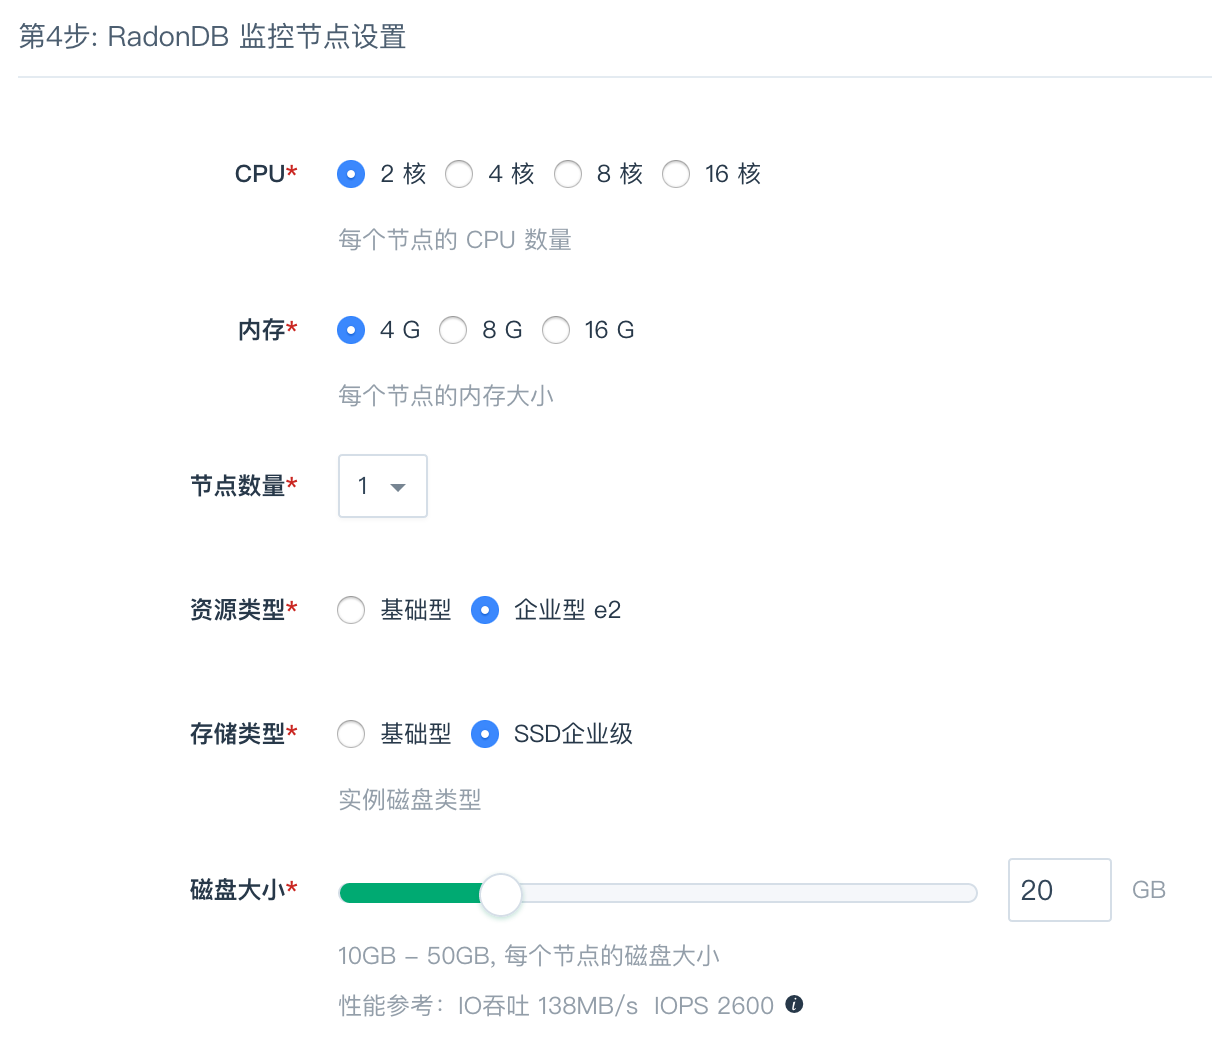 第4步: RadonDB 监控节点设置
CPU* 2 核 4 核 8 核 16 核
每个节点的 CPU 数量
内存* 4 G 8 G 16 G
每个节点的内存大小
节点数量* 1
资源类型* 基础型 企业型 e2
存储类型* 基础型 SSD企业级
实例磁盘类型
磁盘大小* 20 GB
10GB – 50GB, 每个节点的磁盘大小
性能参考：IO吞吐 138MB/s IOPS 2600 i